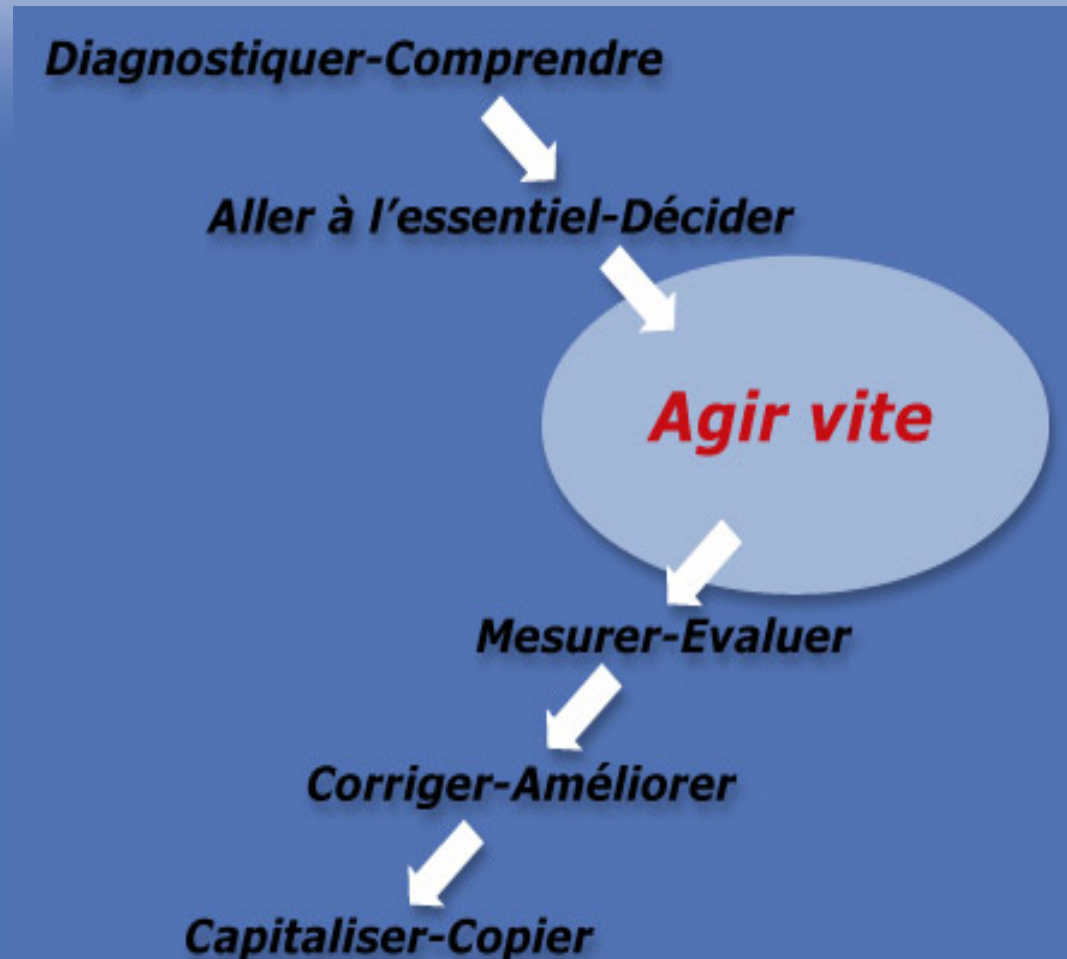 Diagnostiquer-Comprendre
Aller à l’essentiel-Décider
Agir vite
Mesurer-Evaluer
Corriger-Améliorer
Capitaliser-Copier